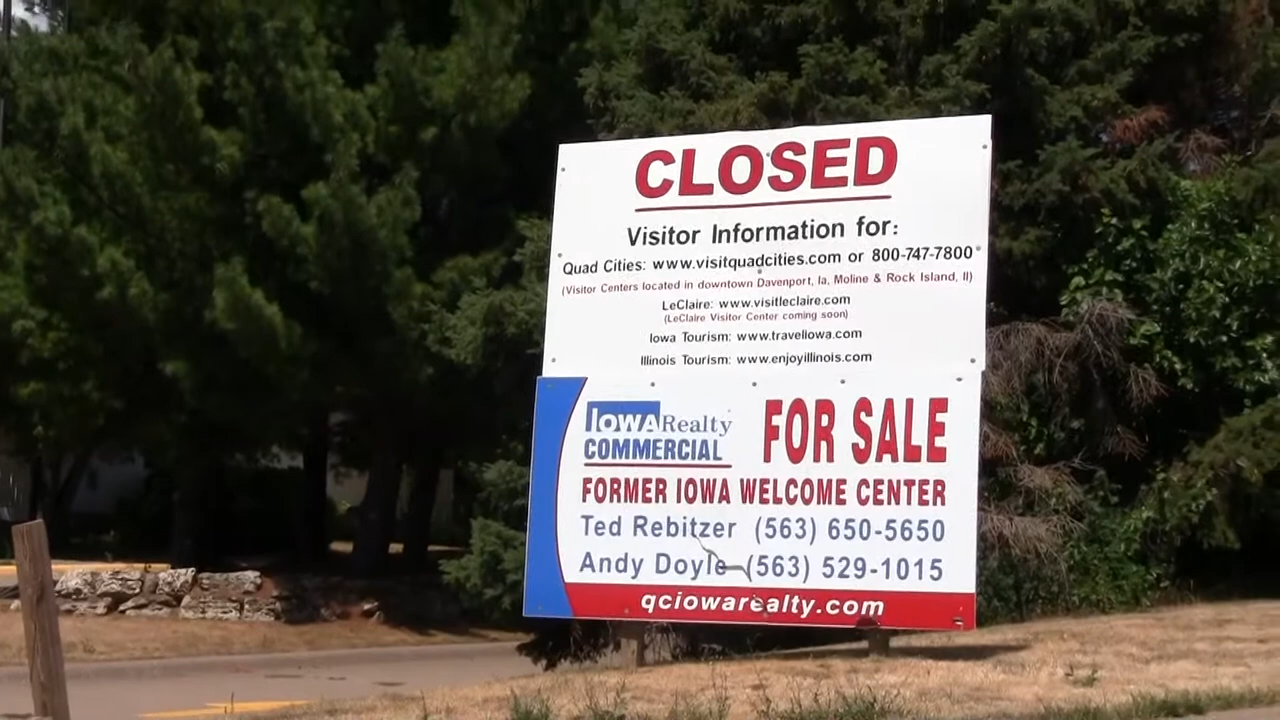 CLOSED
Visitor Information for:
Quad Cities: www.visitquadcities.com or 800-747-7800
(Visitor Centers located in downtown Davenport, Ia, Moline & Rock Island, Il)
LeClaire: www.visitleclaire.com
(LeClaire Visitor Center coming soon)
Iowa Tourism: www.traveliowa.com
Illinois Tourism: www.enjoyillinois.com
IOWA Realty
COMMERCIAL
FOR SALE
FORMER IOWA WELCOME CENTER
Ted Rebitzer (563) 650-5650
Andy Doyle (563) 529-1015
qciowarealty.com